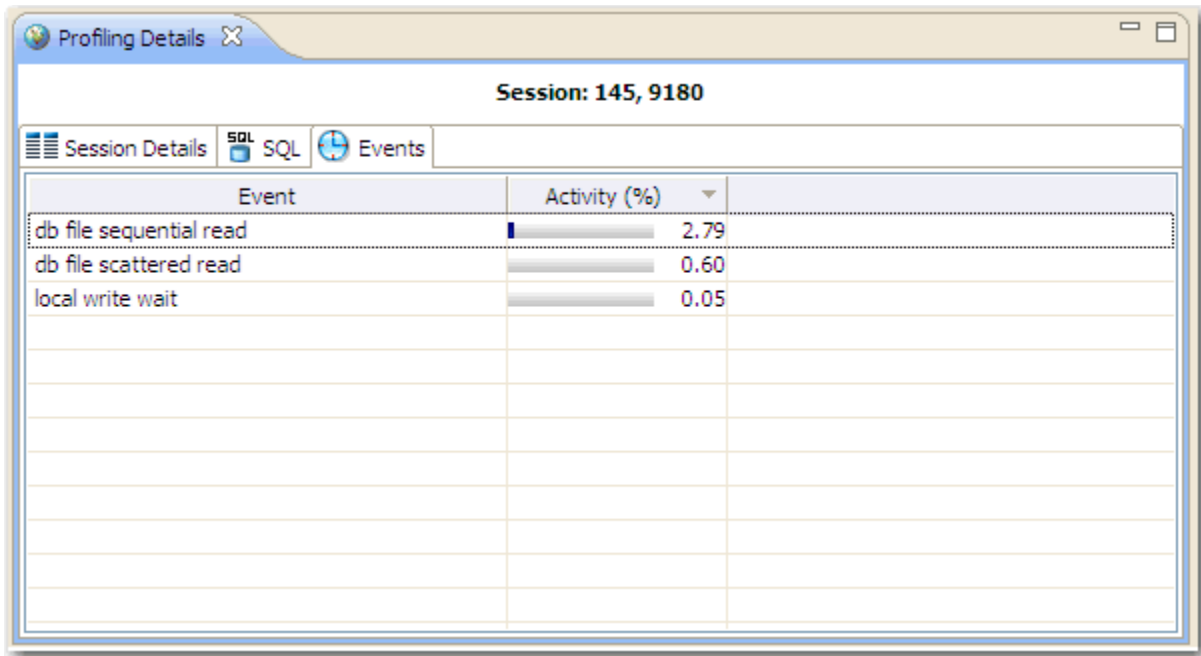 Profiling Details
Session: 145, 9180
Session Details SQL SQL Events
Event Activity (%)
db file sequential read 2.79
db file scattered read 0.60
local write wait 0.05